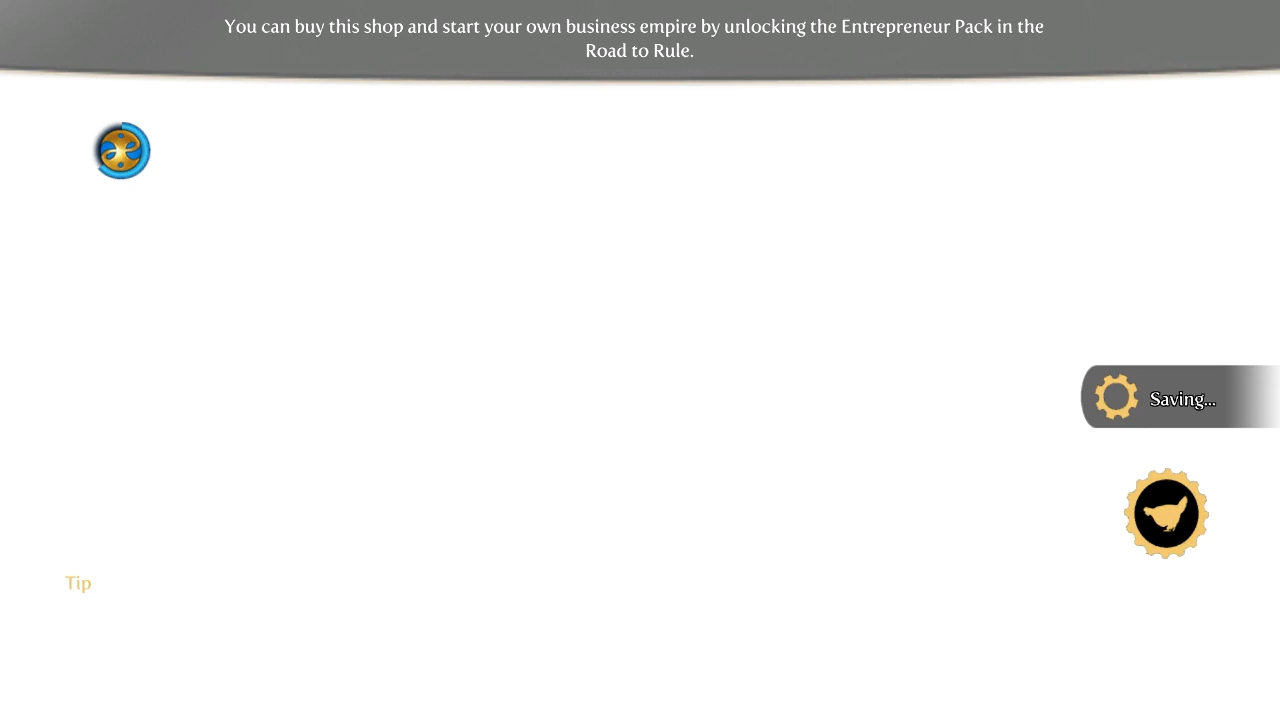 You can buy this shop and start your own business empire by unlocking the Entrepreneur Pack in the
Road to Rule.
Saving...
Tip